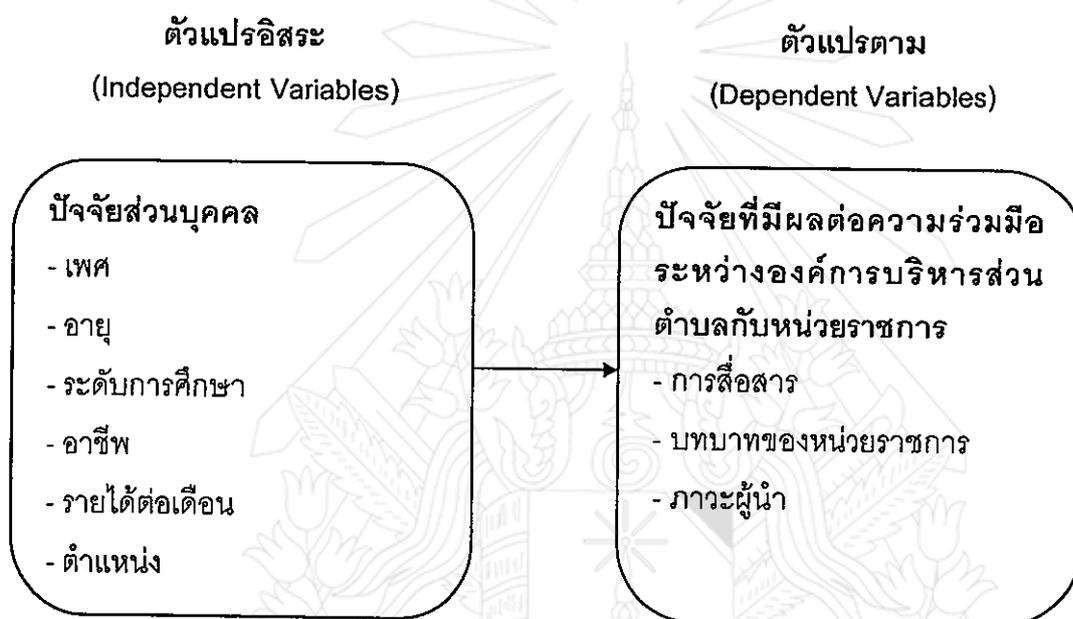 ตัวแปรอิสระ
(Independent Variables)
ปัจจัยส่วนบุคคล
- เพศ
- อายุ
- ระดับการศึกษา
- อาชีพ
- รายได้ต่อเดือน
- ตำแหน่ง
ตัวแปรตาม
(Dependent Variables)
ปัจจัยที่มีผลต่อความร่วมมือ
ระหว่างองค์การบริหารส่วน
ตำบลกับหน่วยราชการ
- การสื่อสาร
- บทบาทของหน่วยราชการ
- ภาวะผู้นำ